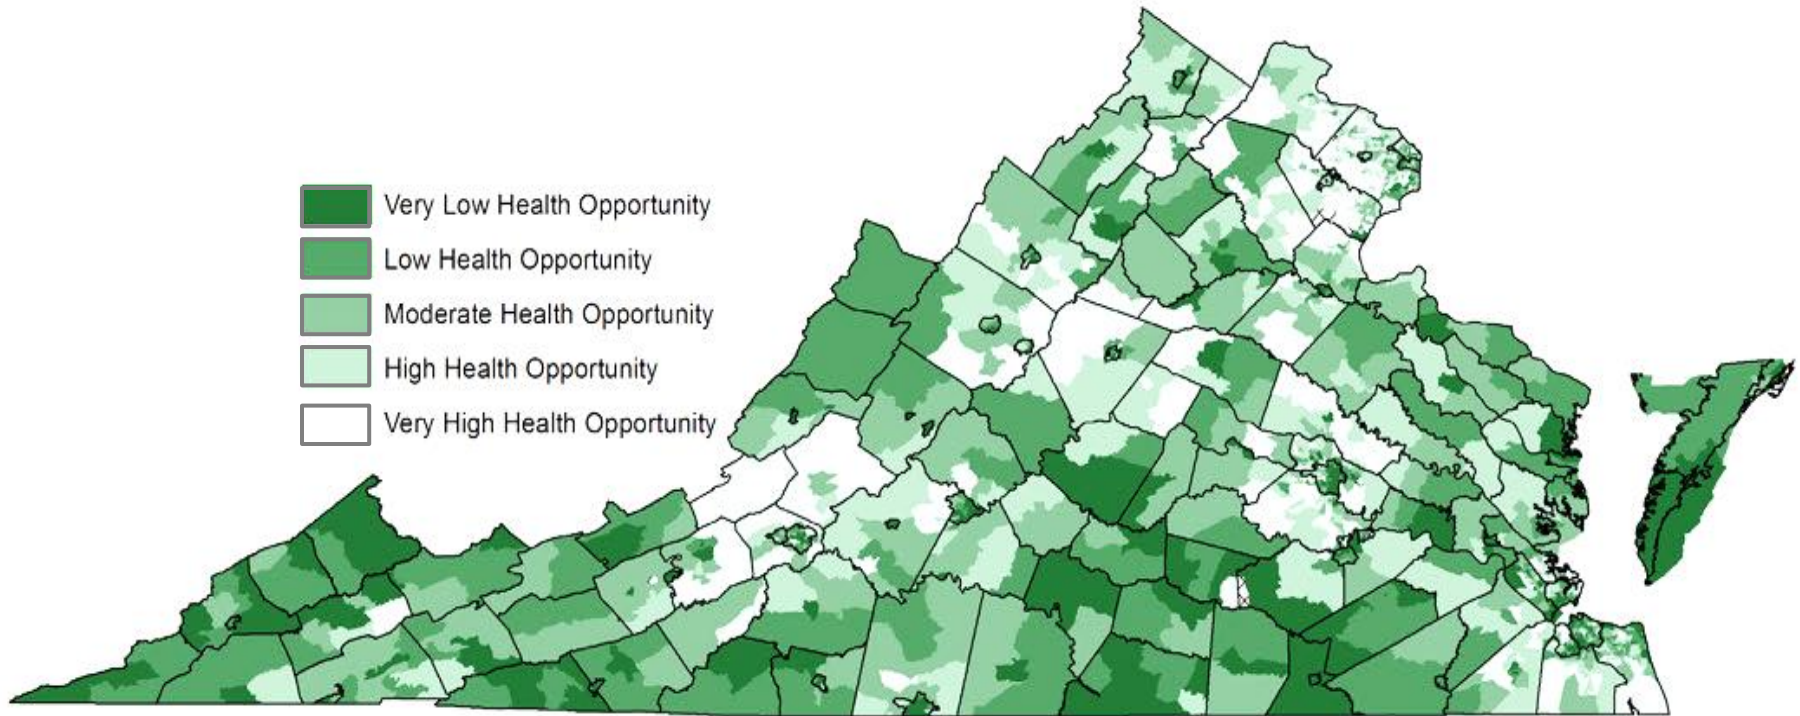 Very Low Health Opportunity
Low Health Opportunity
Moderate Health Opportunity
High Health Opportunity
Very High Health Opportunity